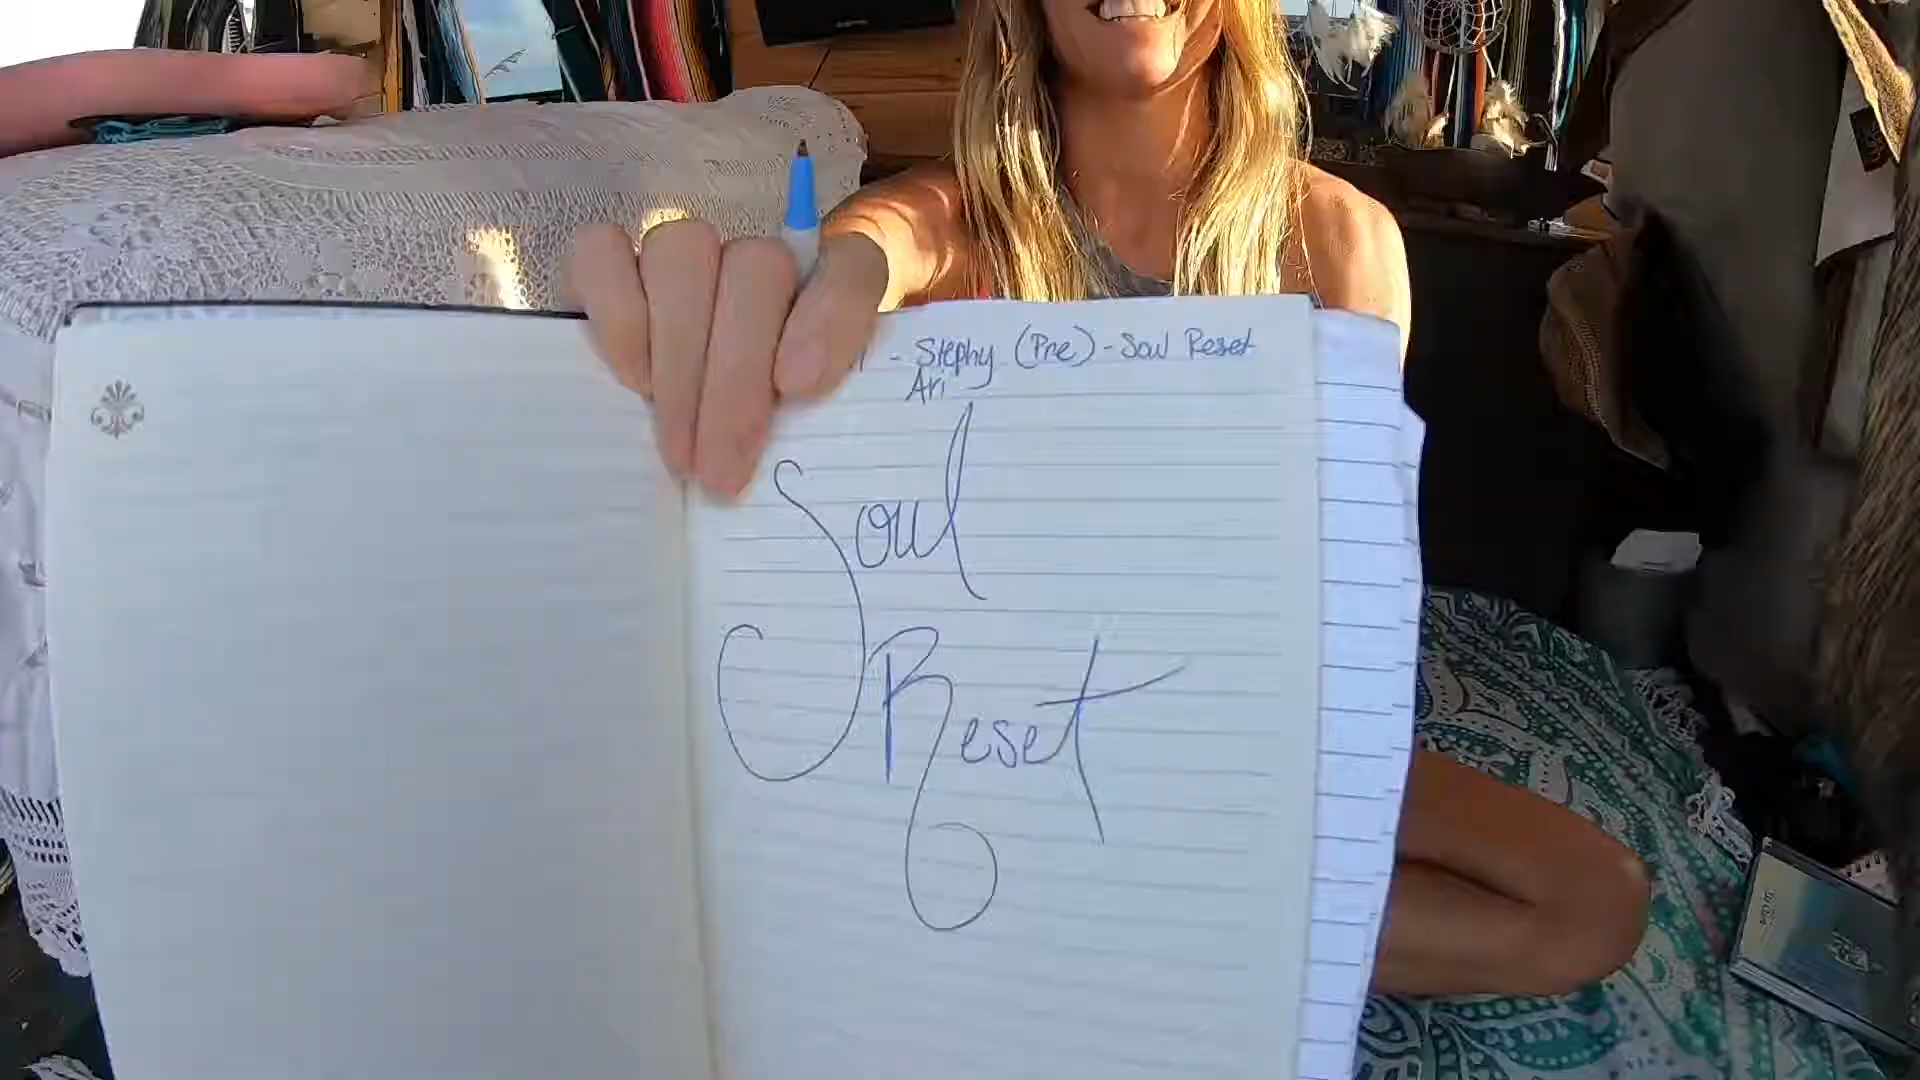 - Stephy (Pre) - Soul Reset
Ari
Soul
Reset